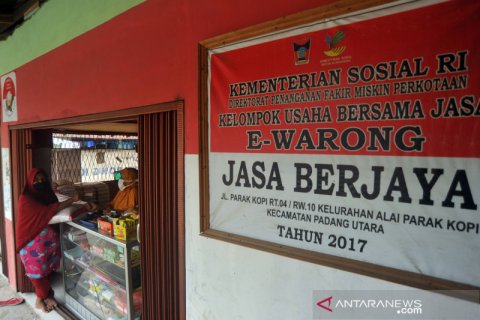 KEMENTERIAN SOSIAL RI
DIREKTORAT PENANGANAN FAKIR MISKIN PERKOTAAN
KELOMPOK USAHA BERSAMA JASA
E-WARONG
JASA BERJAYA
JL. PARAK KOPI RT.04 / RW.10 KELURAHAN ALAI PARAK KOPI
KECAMATAN PADANG UTARA
TAHUN 2017
ANTARANEWS
.com